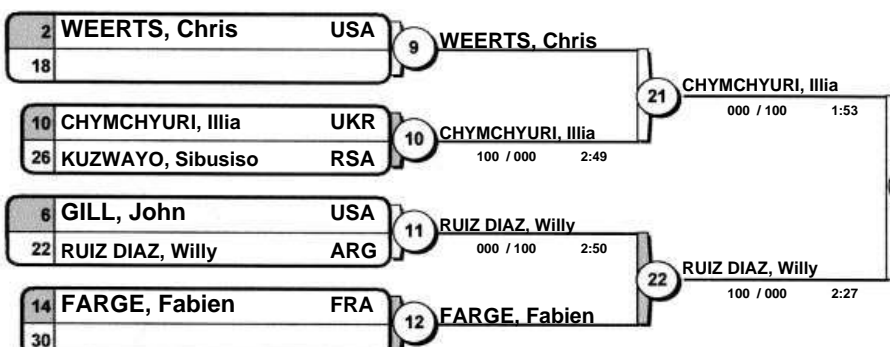 2 WEERTS, Chris USA
18
9
WEERTS, Chris
10 CHYMCHYURI, Illia UKR
26 KUZWAYO, Sibusiso RSA
10
CHYMCHYURI, Illia
100 / 000 2:49
21
CHYMCHYURI, Illia
000 / 100 1:53
6 GILL, John USA
22 RUIZ DIAZ, Willy ARG
11
RUIZ DIAZ, Willy
000 / 100 2:50
14 FARGE, Fabien FRA
30
12
FARGE, Fabien
22
RUIZ DIAZ, Willy
100 / 000 2:27